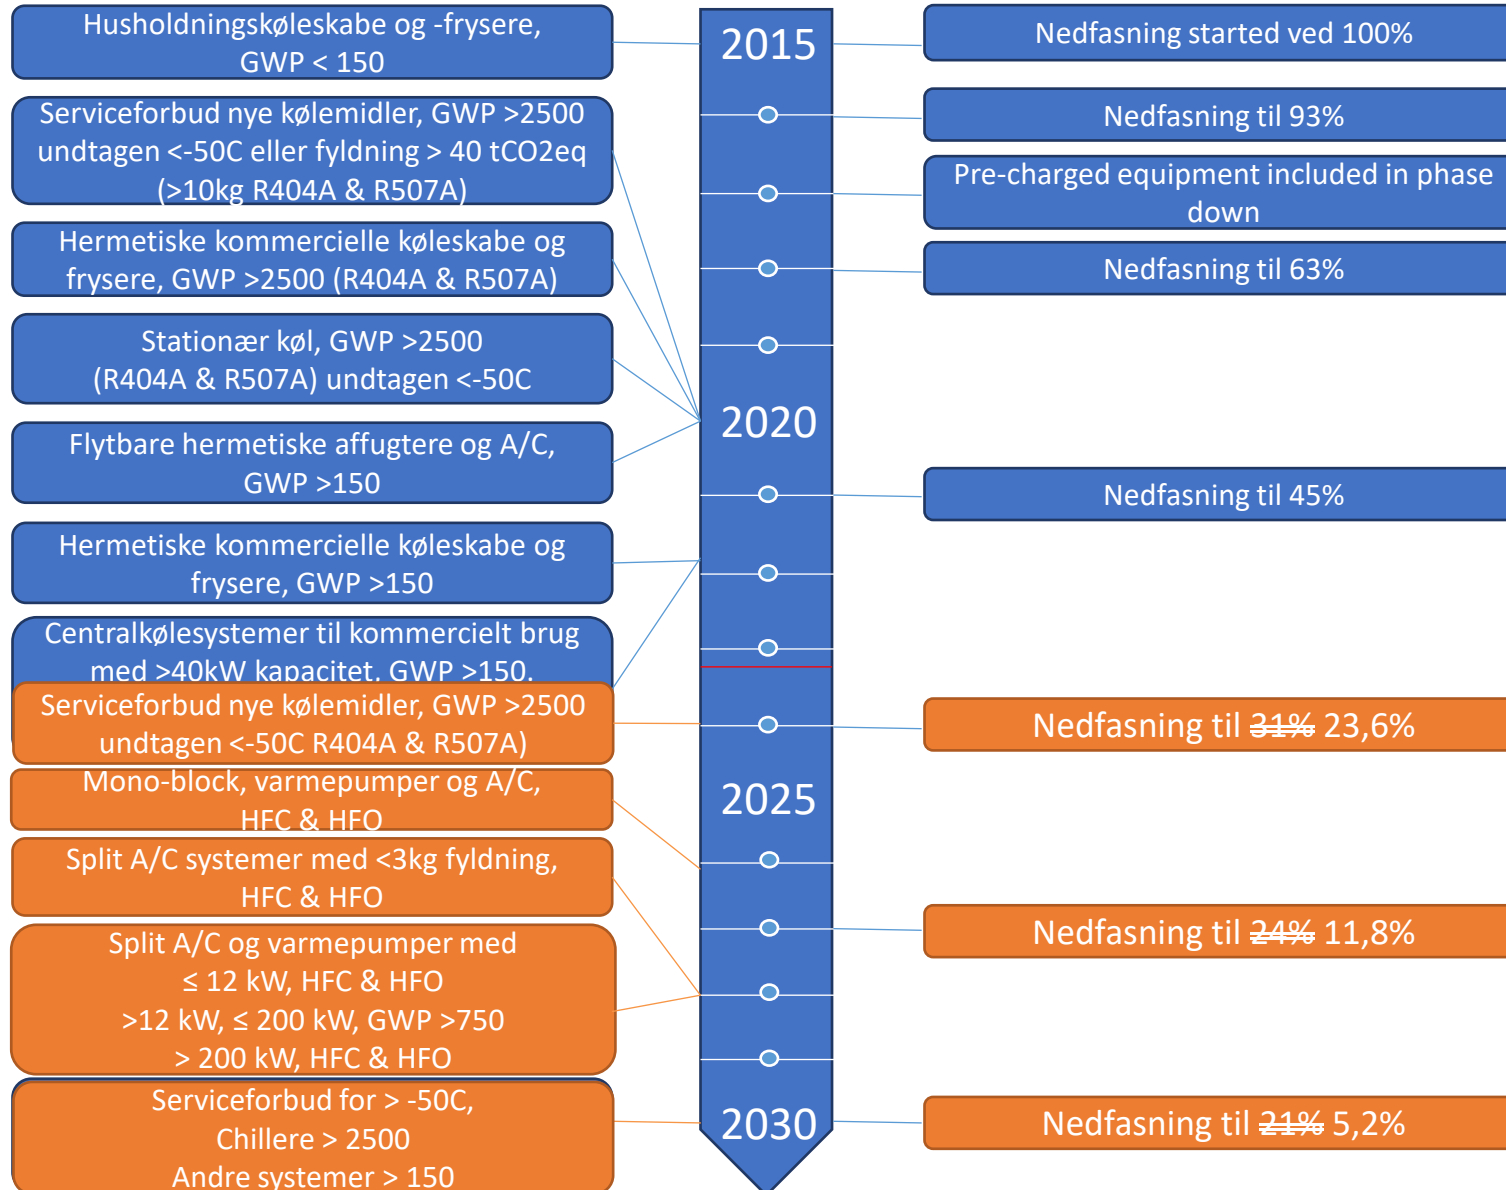 Husholdningskøleskabe og -frysere,
GWP < 150
Serviceforbud nye kølemidler, GWP >2500
undtagen <-50C eller fyldning > 40 tCO2eq
(>10kg R404A & R507A)
Hermetiske kommercielle køleskabe og
frysere, GWP >2500 (R404A & R507A)
Stationær køl, GWP >2500
(R404A & R507A) undtagen <-50C
Flytbare hermetiske affugtere og A/C,
GWP >150
Hermetiske kommercielle køleskabe og
frysere, GWP >150
Centralkølesystemer til kommercielt brug
med >40kW kapacitet. GWP >150.
Serviceforbud nye kølemidler, GWP >2500
undtagen <-50C R404A & R507A)
Mono-block, varmepumper og A/C,
HFC & HFO
Split A/C systemer med <3kg fyldning,
HFC & HFO
Split A/C og varmepumper med
≤ 12 kW, HFC & HFO
>12 kW, ≤ 200 kW, GWP >750
> 200 kW, HFC & HFO
Serviceforbud for > -50C,
Chillere > 2500
Andre systemer > 150
2015
2020
2025
2030
Nedfasning started ved 100%
Nedfasning til 93%
Pre-charged equipment included in phase
down
Nedfasning til 63%
Nedfasning til 45%
Nedfasning til 31% 23,6%
Nedfasning til 24% 11,8%
Nedfasning til 21% 5,2%